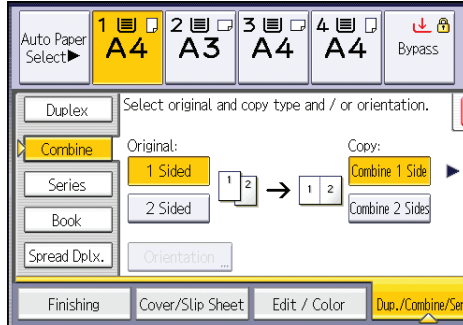 Auto Paper
Select▶
1
A4
2
A3
3
A4
4
A4
Bypass
Duplex
Select original and copy type and / or orientation.
Combine
Original:
Copy:
1 Sided
Combine 1 Side
Series
1 2 → 1 2
2 Sided
Combine 2 Sides
Book
Spread Dplx.
Orientation ...
Finishing
Cover/Slip Sheet
Edit / Color
Dup./Combine/Ser